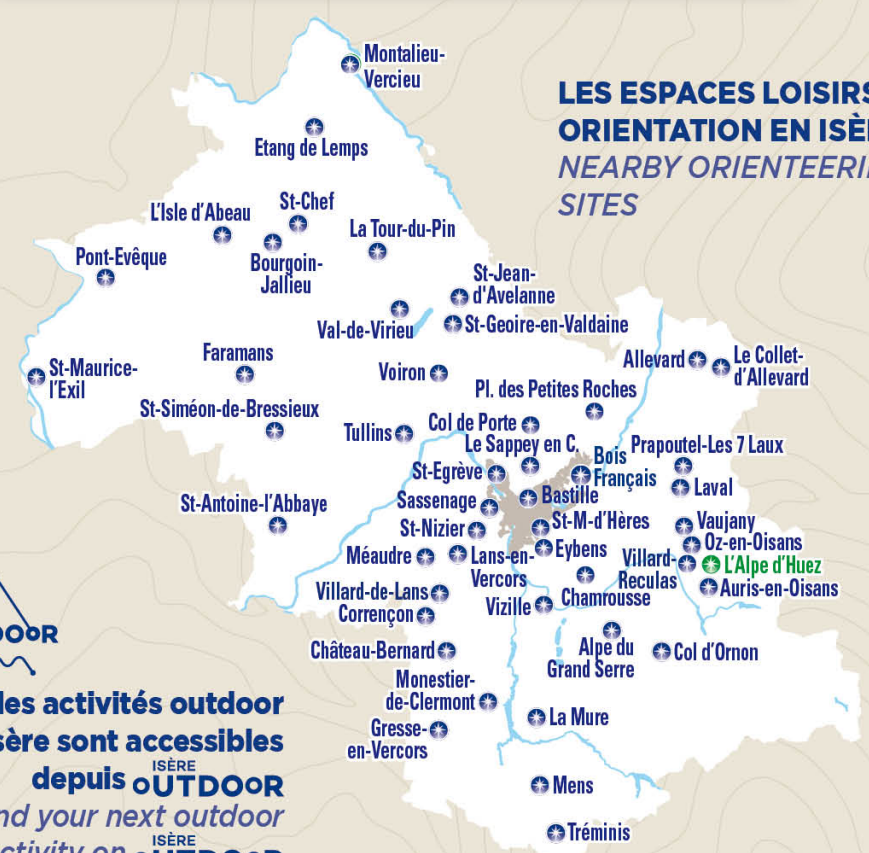 Montalieu-
Vercieu
LES ESPACES LOISIRS
ORIENTATION EN
NEARBY
SITES
Etang de Lemps
St-Chef
L'Isle d'Abeau
La Tour-du-Pin
Bourgoin-
Jallieu
Pont-Evêque
St-Jean-
d'Avelanne
Val-de-Virieu
St-Geoire-en-Valdaine
Faramans
St-Maurice-
l'Exil
Voiron
Allevard
Le Collet-
d'Allevard
Pl. des Petites Roches
St-Siméon-de-Bressieux
Tullins
Col de Porte
Le Sappey en C.
Bois
Français
Prapoutel-Les 7 Laux
St-Egrève
Laval
Bastille
Sassenage
St-Antoine-l'Abbaye
St-Nizier
St-M-d'Hères
Vaujany
Oz-en-Oisans
Méaudre
Lans-en-
Vercors
Eybens
Villard-
Reculas
L'Alpe d'Huez
Auris-en-Oisans
Villard-de-Lans
Chamrousse
Corrençon
Vizille
Château-Bernard
Alpe du
Grand Serre
Col d'Ornon
Monestier-
de-Clermont
La Mure
Gresse-
en-Vercors
Mens
Tréminis
les activités outdoor
sont accessibles
depuis ISÈRE OUTDOOR
your next outdoor
on ISÈRE OUTDOOR